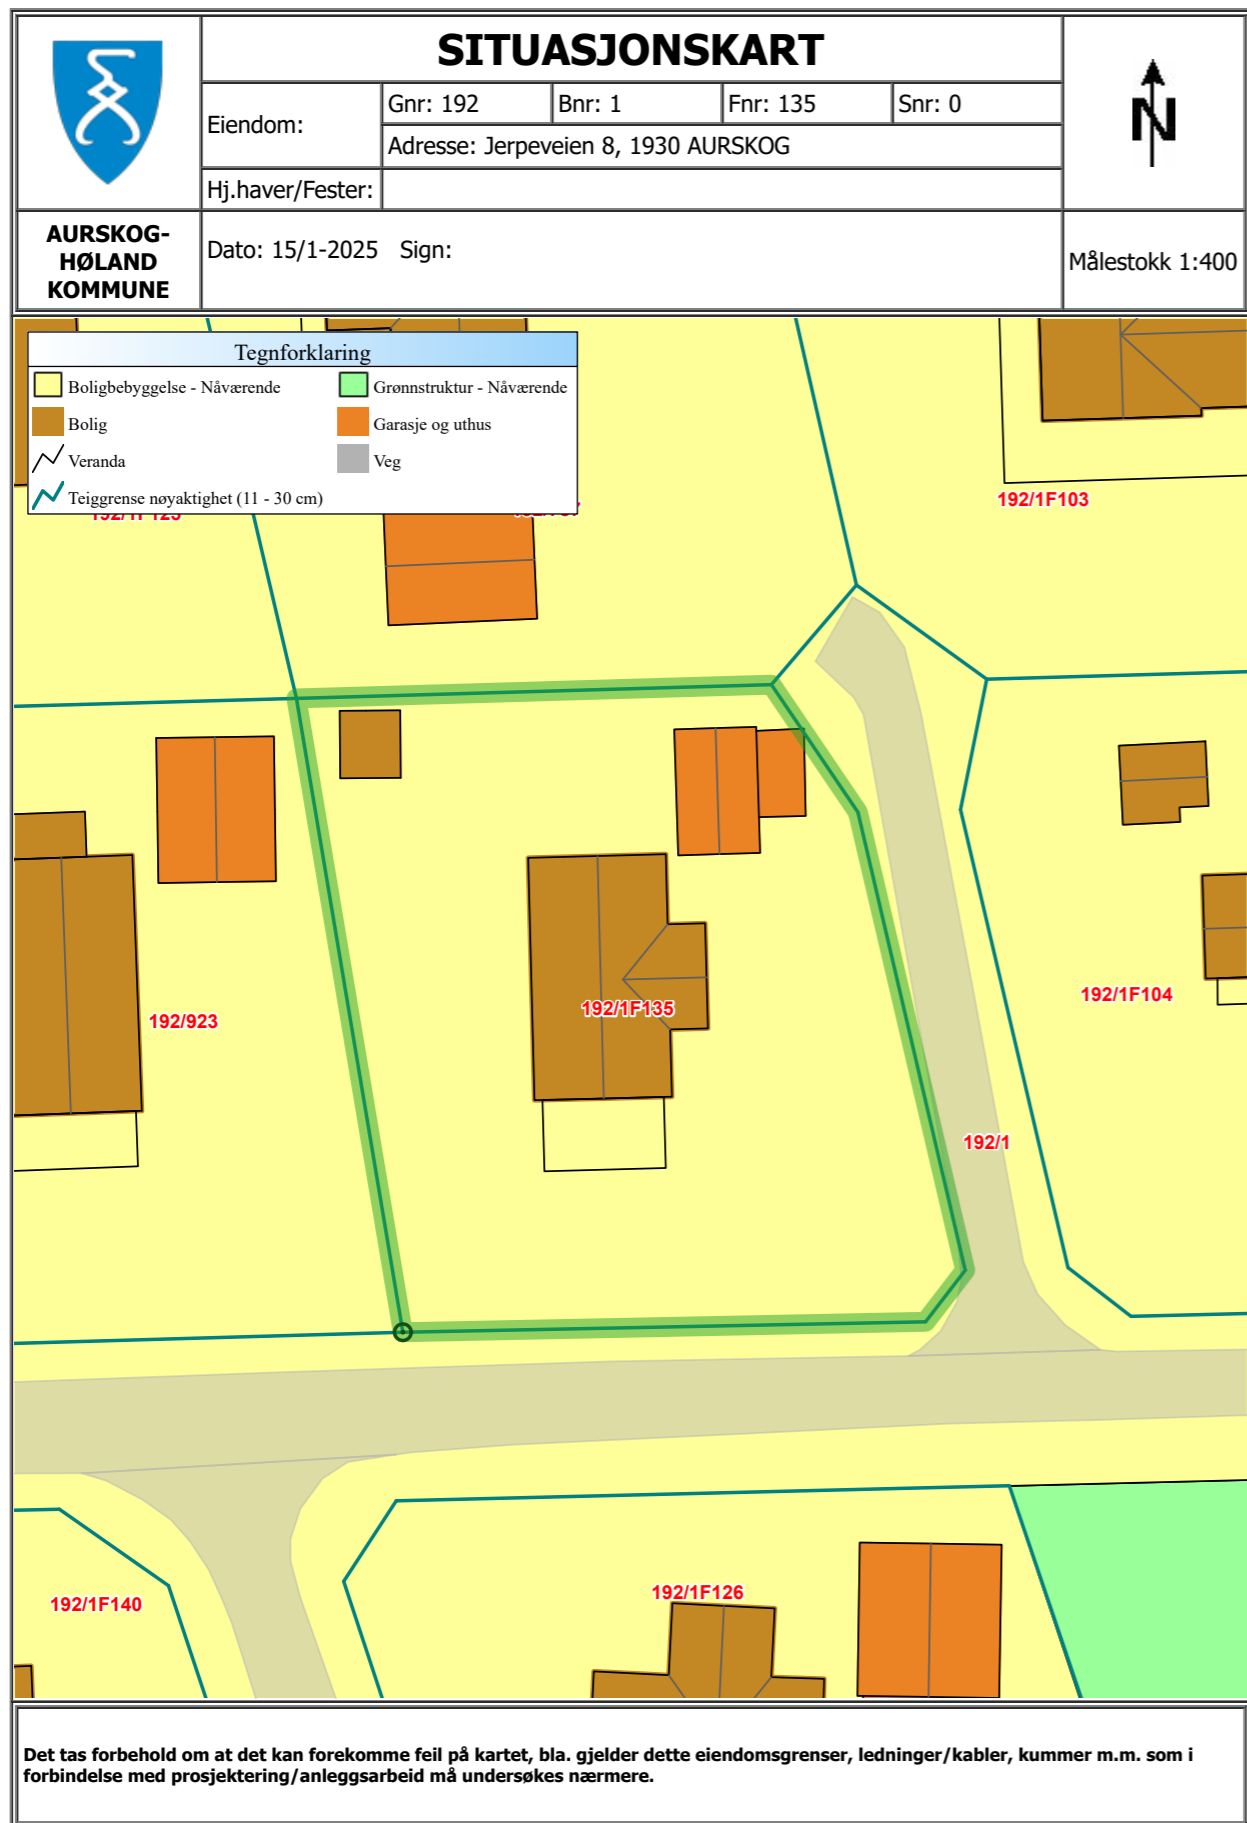 SITUASJONSKART
Eiendom:
Gnr: 192
Bnr: 1
Fnr: 135
Snr: 0
Adresse: Jerpeveien 8, 1930 AURSKOG
Hj.haver/Fester:
N
AURSKOG-
HØLAND
KOMMUNE
Dato: 15/1-2025 Sign:
Målestokk 1:400
Tegnforklaring
Boligbebyggelse - Nåværende
Grønnstruktur - Nåværende
Bolig
Garasje og uthus
Veranda
Veg
Teiggrense nøyaktighet (11 - 30 cm)
192/1F103
192/1F135
192/1F104
192/923
192/1
192/1F126
192/1F140
Det tas forbehold om at det kan forekomme feil på kartet, bla. gjelder dette eiendomsgrenser, ledninger/kabler, kummer m.m. som i
forbindelse med prosjektering/anleggsarbeid må undersøkes nærmere.